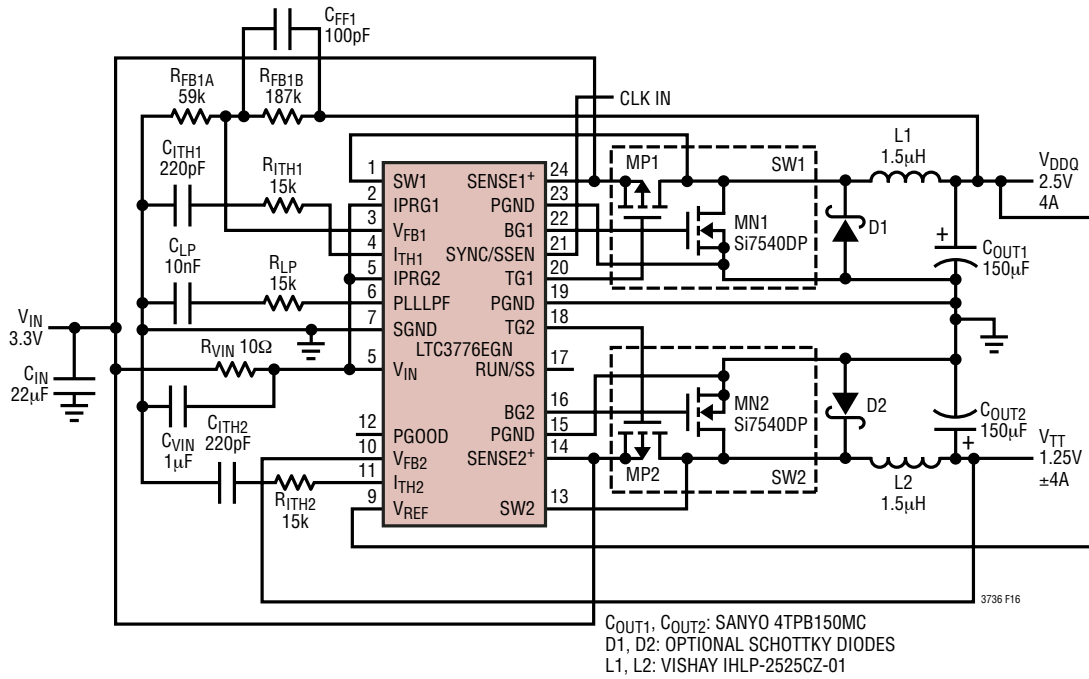 CFF1
100pF
RFB1A
59k
RFB1B
187k
CLK IN
CITH1
220pF
RITH1
15k
CLP
10nF
RLP
15k
VIN
3.3V
CIN
22µF
RVIN 10Ω
CVIN
1µF
CITH2
220pF
RITH2
15k
1 SW1
2 IPRG1
3 VFB1
4 ITH1
5 IPRG2
6 PLLLPF
7 SGND
5 VIN
12 PGOOD
10 VFB2
11 ITH2
9 VREF
LTC3776EGN
SENSE1+ 24
PGND 23
BG1 22
SYNC/SSEN 21
TG1 20
PGND 19
TG2 18
RUN/SS 17
BG2 16
PGND 15
SENSE2+ 14
SW2 13
MP1
SW1
MN1
Si7540DP
D1
L1
1.5µH
VDDQ
2.5V
4A
+
COUT1
150µF
MN2
Si7540DP
MP2
SW2
D2
L2
1.5µH
COUT2
150µF
+
VTT
1.25V
±4A
3736 F16
COUT1, COUT2: SANYO 4TPB150MC
D1, D2: OPTIONAL SCHOTTKY DIODES
L1, L2: VISHAY IHLP-2525CZ-01